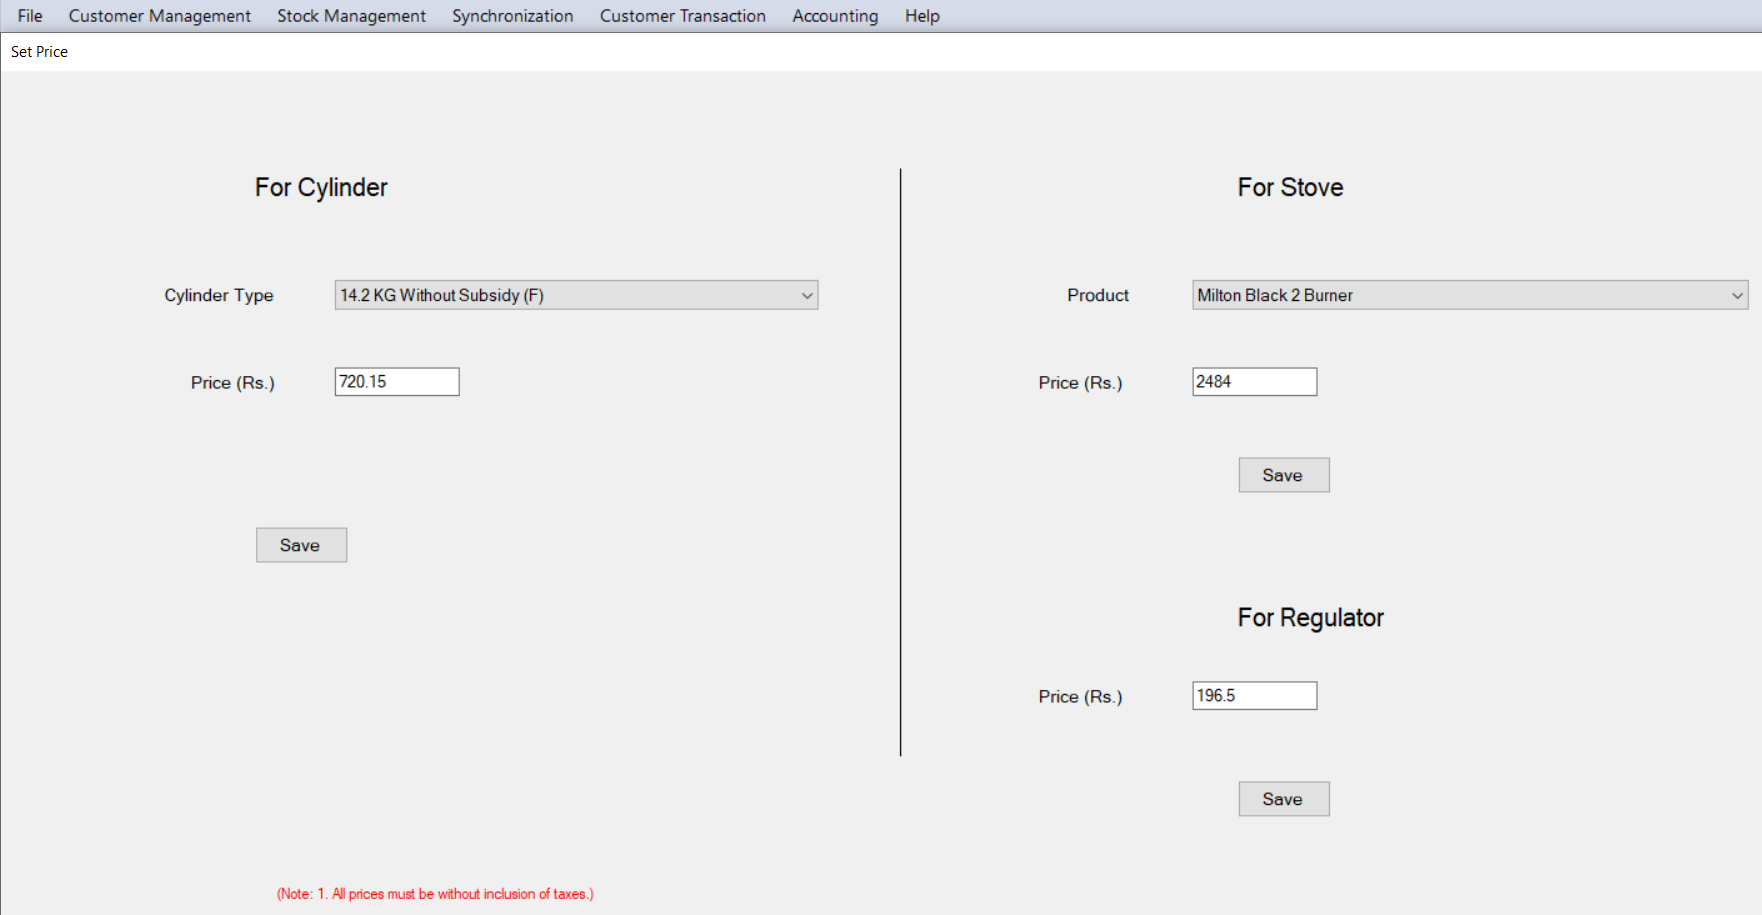 File Customer Management Stock Management Synchronization Customer Transaction Accounting Help
Set Price
For Cylinder
Cylinder Type 14.2 KG Without Subsidy (F)
Price (Rs.) 720.15
Save
For Stove
Product Milton Black 2 Burner
Price (Rs.) 2484
Save
For Regulator
Price (Rs.) 196.5
Save
(Note: 1. All prices must be without inclusion of taxes.)